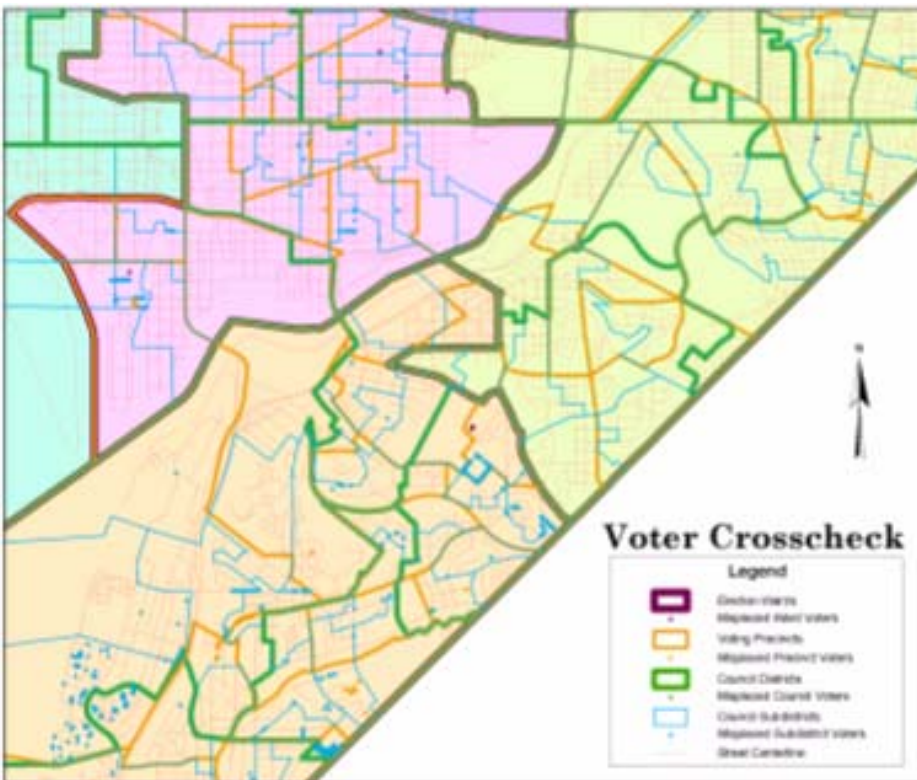 N
Voter Crosscheck
Legend
Election Wards
Misplaced Ward Voters
Voting Precincts
Misplaced Precinct Voters
Council Districts
Misplaced Council Voters
Council Subdistricts
Misplaced Subdistrict Voters
Street Centerline